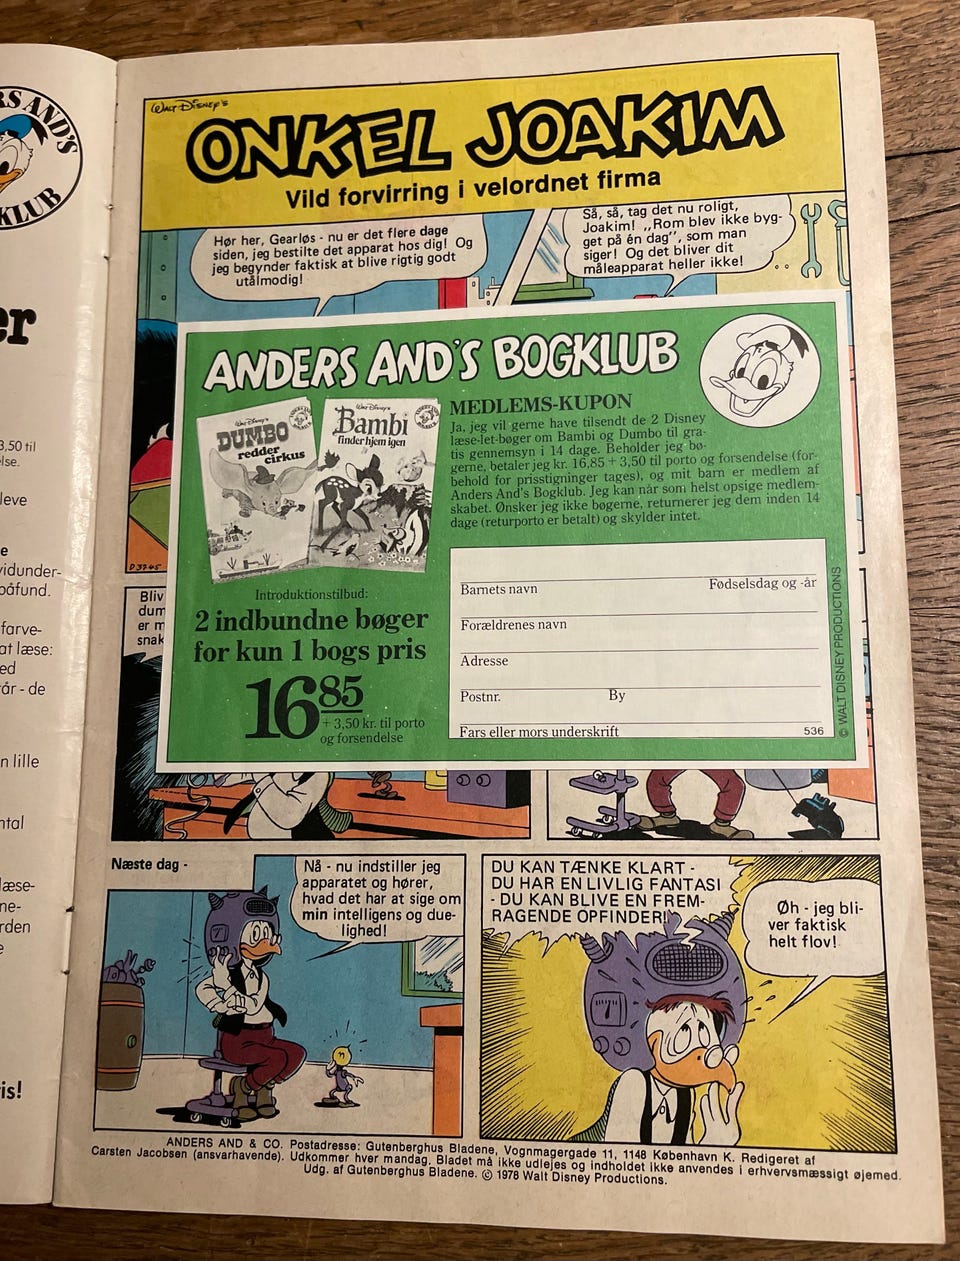 RS AND'S
KLUB
er
3,50 til
lse.
leve
e
vidunder-
påfund.
farve-
at læse:
ed
år - de
n lille
ntal
læse-
ne-
rden
e
is!
WALT DISNEY'S
ONKEL JOAKIM
Vild forvirring i velordnet firma
Hør her, Gearløs - nu er det flere dage
siden, jeg bestilte det apparat hos dig! Og
jeg begynder faktisk at blive rigtig godt
utålmodig!
Så, så, tag det nu roligt,
Joakim! „Rom blev ikke byg-
get på én dag”, som man
siger! Og det bliver dit
måleapparat heller ikke!
D 3745
Bliv
dum
er m
snak
ANDERS AND'S BOGKLUB
Walt Disney's
DUMBO
redder
cirkus
Walt Disney's
Bambi
finder hjem igen
MEDLEMS-KUPON
Ja, jeg vil gerne have tilsendt de 2 Disney
læse-let-bøger om Bambi og Dumbo til gra-
tis gennemsyn i 14 dage. Beholder jeg bø-
gerne, betaler jeg kr. 16,85 + 3,50 til porto og forsendelse (for-
behold for prisstigninger tages), og mit barn er medlem af
Anders And's Bogklub. Jeg kan når som helst opsige medlem-
skabet. Ønsker jeg ikke bøgerne, returnerer jeg dem inden 14
dage (returporto er betalt) og skylder intet.
Introduktionstilbud:
2 indbundne bøger
for kun 1 bogs pris
16 85
+ 3,50 kr. til porto
og forsendelse
Barnets navn Fødselsdag og -år
Forældrenes navn
Adresse
Postnr. By
Fars eller mors underskrift 536
© WALT DISNEY PRODUCTIONS
Næste dag -
Nå - nu indstiller jeg
apparatet og hører,
hvad det har at sige om
min intelligens og due-
lighed!
DU KAN TÆNKE KLART -
DU HAR EN LIVLIG FANTASI
- DU KAN BLIVE EN FREM-
RAGENDE OPFINDER!
Øh - jeg bli-
ver faktisk
helt flov!
ANDERS AND & CO. Postadresse: Gutenberghus Bladene, Vognmagergade 11, 1148 København K. Redigeret af
Carsten Jacobsen (ansvarhavende). Udkommer hver mandag. Bladet må ikke udlejes og indholdet ikke anvendes i erhvervsmæssigt øjemed.
Udg. af Gutenberghus Bladene. © 1978 Walt Disney Productions.